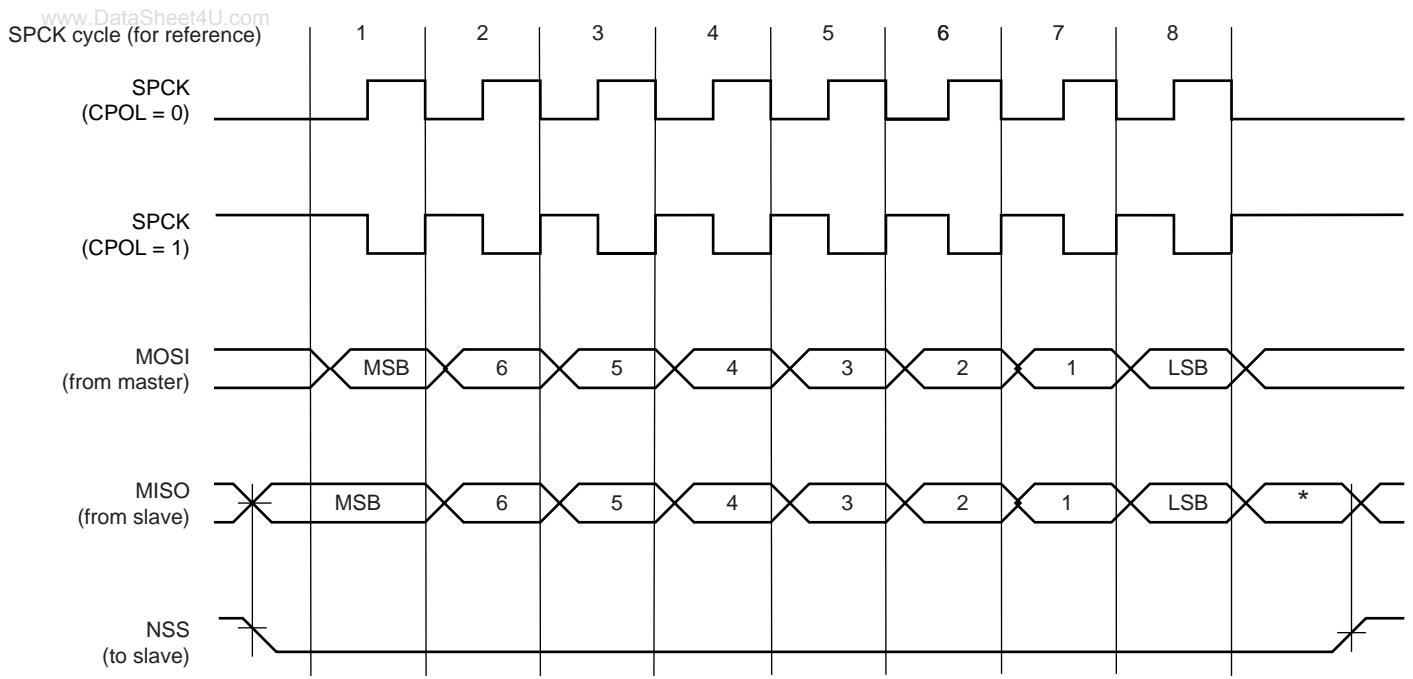 www.DataSheet4U.com
SPCK cycle (for reference) 1 2 3 4 5 6 7 8
SPCK
(CPOL = 0)
SPCK
(CPOL = 1)
MOSI
(from master)
MSB 6 5 4 3 2 1 LSB
MISO
(from slave)
MSB 6 5 4 3 2 1 LSB *
NSS
(to slave)